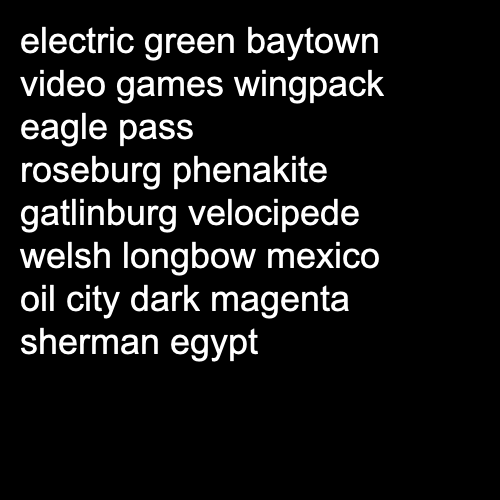 electric green baytown
video games wingpack
eagle pass
roseburg phenakite
gatlinburg velocipede
welsh longbow mexico
oil city dark magenta
sherman egypt